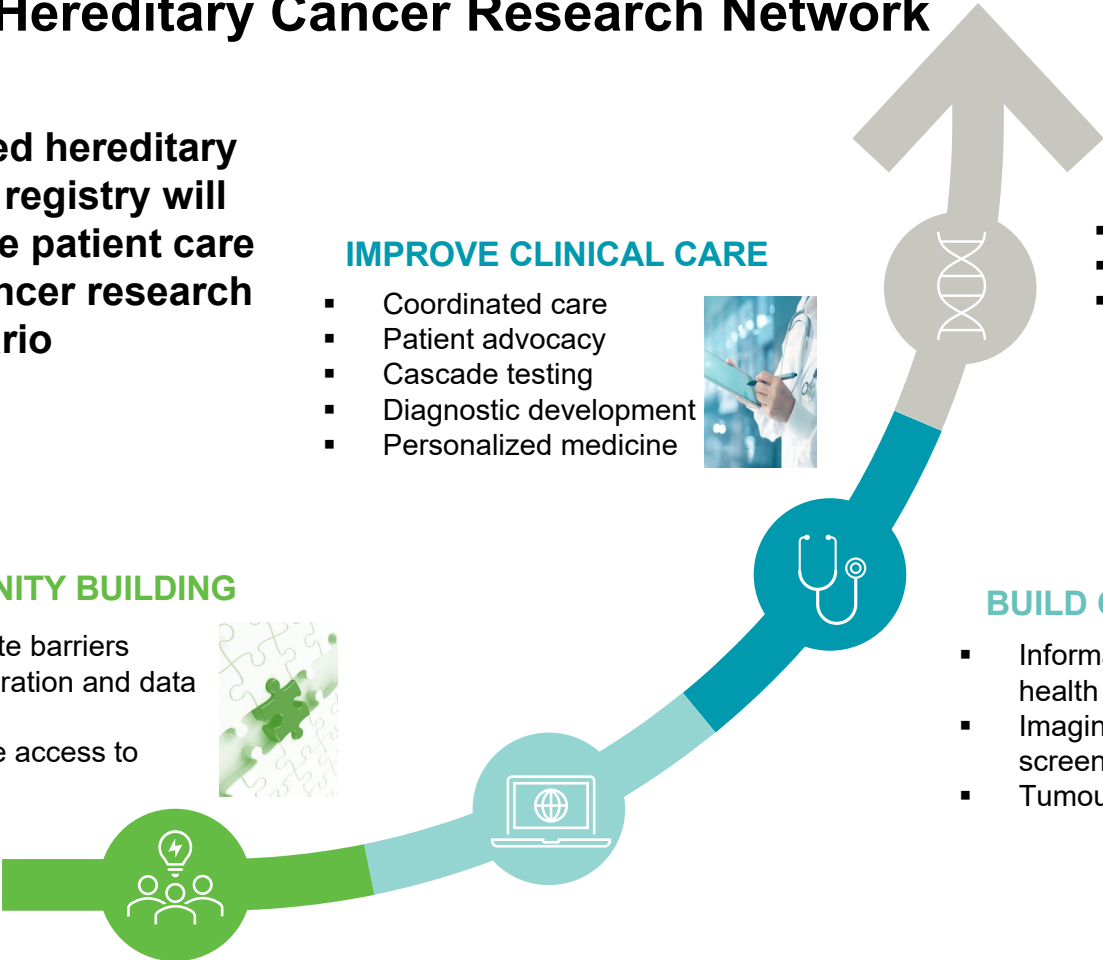 Hereditary Cancer Research Network
ed hereditary
registry will
e patient care
ncer research
rio
IMPROVE CLINICAL CARE
▪ Coordinated care
▪ Patient advocacy
▪ Cascade testing
▪ Diagnostic development
▪ Personalized medicine
NITY BUILDING
te barriers
ration and data
e access to
BUILD
▪ Inform
health
▪ Imagin
screen
▪ Tumou